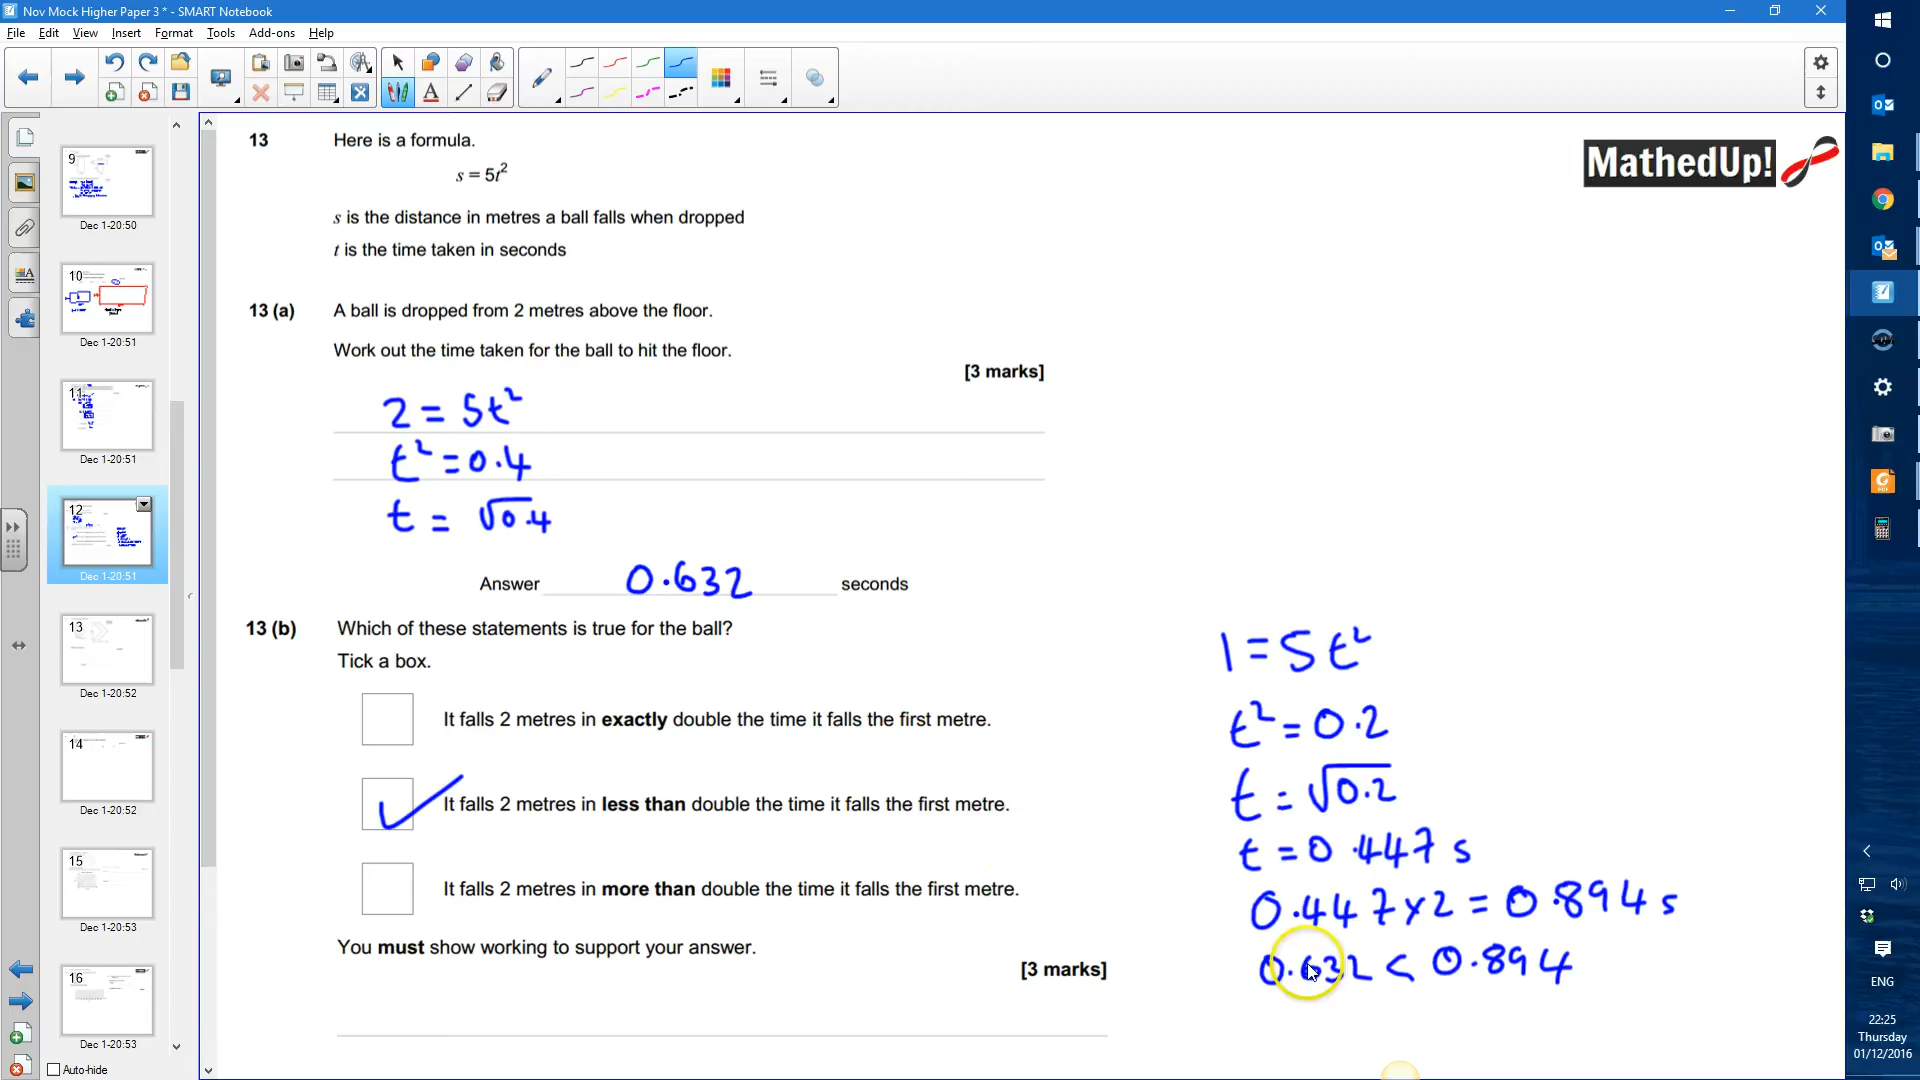 Nov Mock Higher Paper 3 * - SMART Notebook
File Edit View Insert Format Tools Add-ons Help
9
Dec 1-20:50
10
Dec 1-20:51
11
Dec 1-20:51
12
Dec 1-20:51
13
Dec 1-20:52
14
Dec 1-20:52
15
Dec 1-20:53
16
Dec 1-20:53
Auto-hide
MathedUp!
13 Here is a formula.
s = 5t²
s is the distance in metres a ball falls when dropped
t is the time taken in seconds
13 (a) A ball is dropped from 2 metres above the floor.
Work out the time taken for the ball to hit the floor.
[3 marks]
2 = 5t²
t² = 0.4
t = √0.4
Answer 0.632 seconds
13 (b) Which of these statements is true for the ball?
Tick a box.
It falls 2 metres in exactly double the time it falls the first metre.
It falls 2 metres in less than double the time it falls the first metre.
It falls 2 metres in more than double the time it falls the first metre.
You must show working to support your answer.
[3 marks]
1 = 5t²
t² = 0.2
t = √0.2
t = 0.447 s
0.447 x 2 = 0.894 s
0.632 < 0.894
ENG
22:25
Thursday
01/12/2016